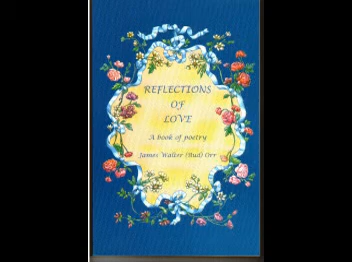 REFLECTIONS
OF
LOVE
A book of poetry
James Walker (Bud) Orr